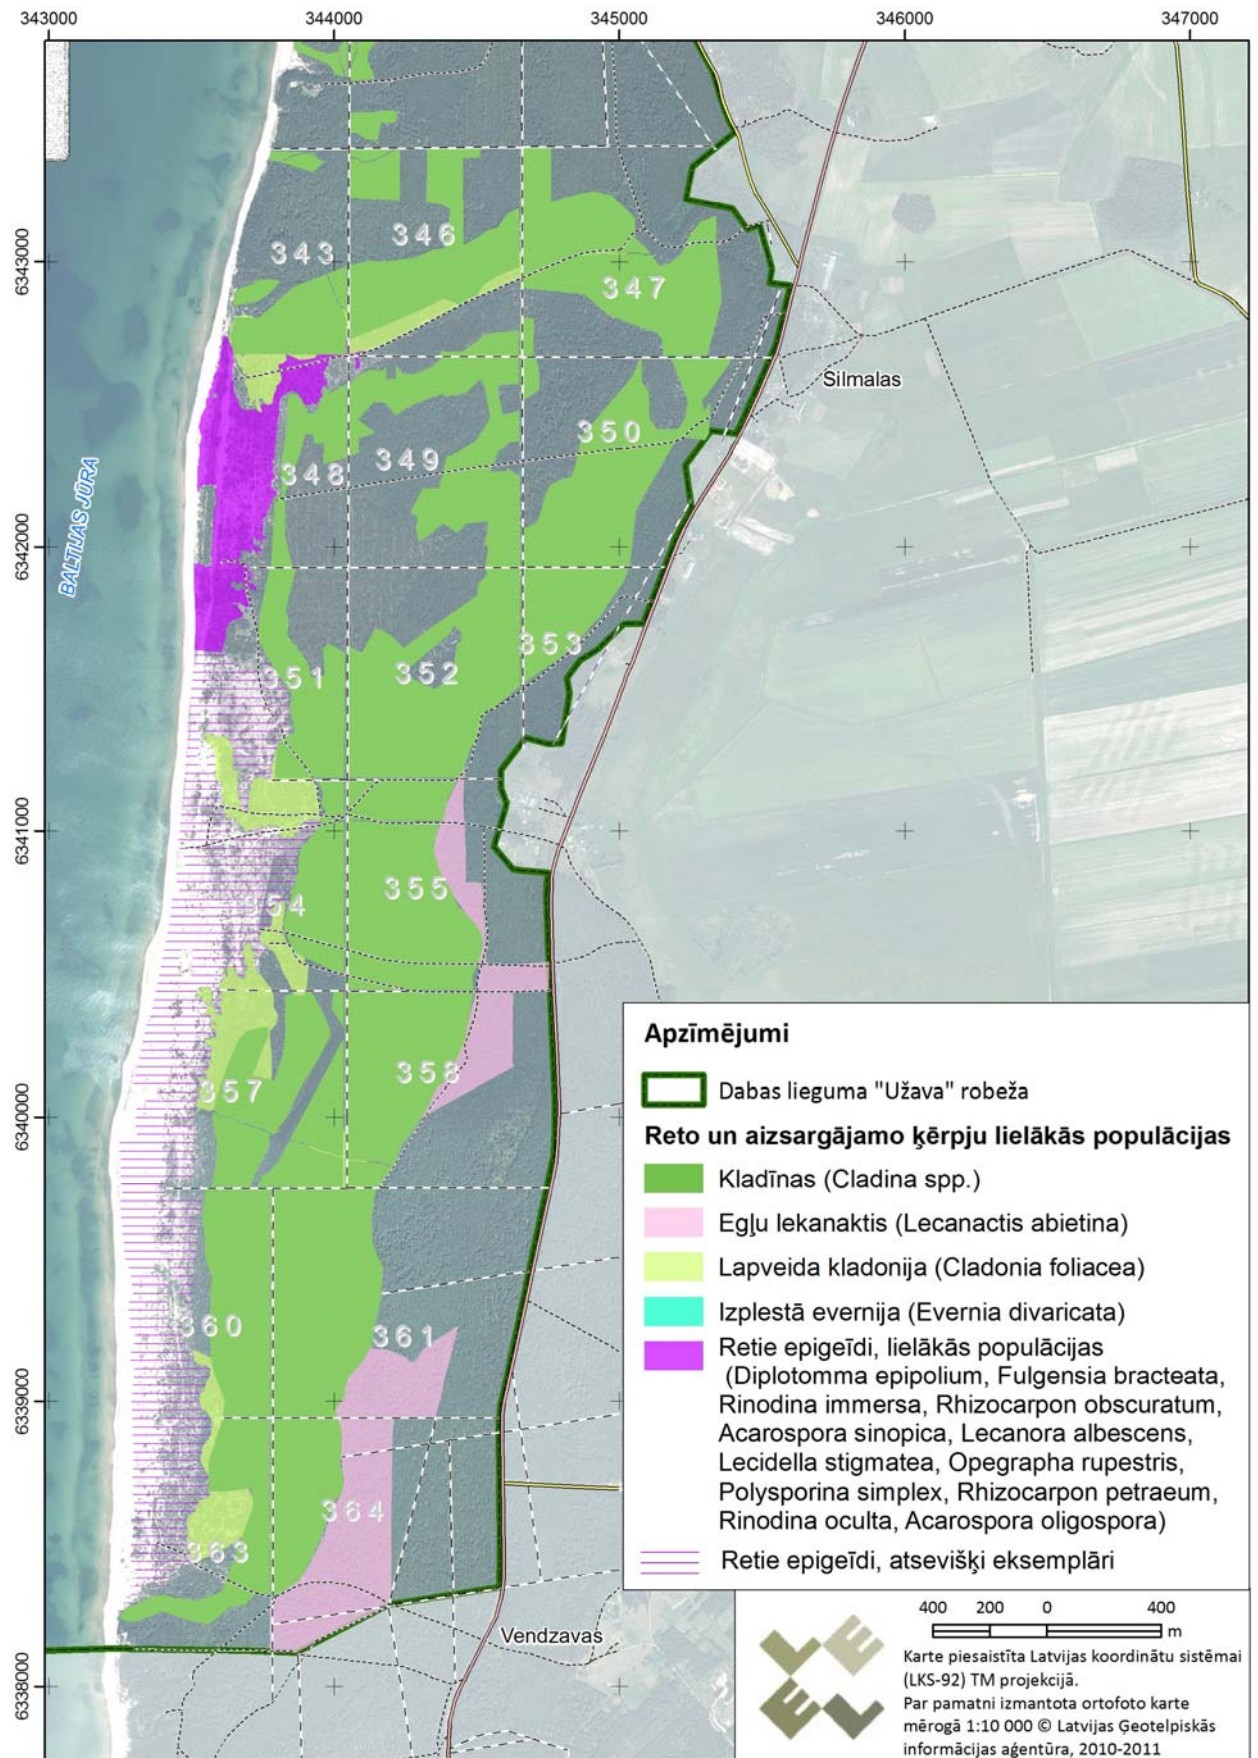 343000
344000
345000
346000
347000
6343000
6342000
6341000
6340000
6339000
6338000
BALTIJAS JŪRA
346
343
347
Silmalas
350
349
348
353
352
351
355
354
358
357
360
361
364
363
Vendzavas
Apzīmējumi
Dabas lieguma "Užava" robeža
Reto un aizsargājamo ķērpju lielākās populācijas
Kladīnas (Cladina spp.)
Egļu lekanaktis (Lecanactis abietina)
Lapveida kladonija (Cladonia foliacea)
Izplestā evernija (Evernia divaricata)
Retie epigeīdi, lielākās populācijas
(Diplotomma epipolium, Fulgensia bracteata,
Rinodina immersa, Rhizocarpon obscuratum,
Acarospora sinopica, Lecanora albescens,
Lecidella stigmatea, Opegrapha rupestris,
Polysporina simplex, Rhizocarpon petraeum,
Rinodina oculta, Acarospora oligospora)
Retie epigeīdi, atsevišķi eksemplāri
400 200 0 400
m
Karte piesaistīta Latvijas koordinātu sistēmai
(LKS-92) TM projekcijā.
Par pamatni izmantota ortofoto karte
mērogā 1:10 000 © Latvijas Ģeotelpiskās
informācijas aģentūra, 2010-2011